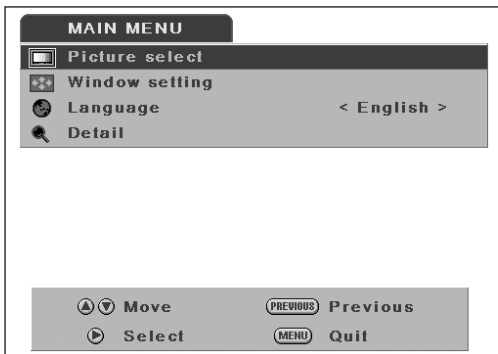 MAIN MENU
Picture select
Window setting
Language < English >
Detail
Move PREVIOUS Previous
Select MENU Quit